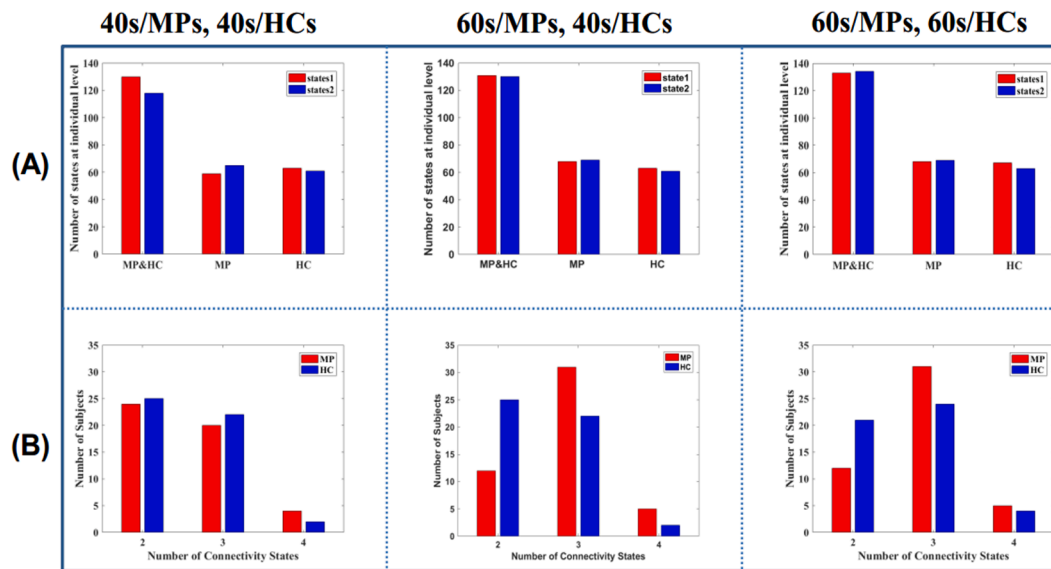 40s/MPs, 40s/HCs
60s/MPs, 40s/HCs
60s/MPs, 60s/HCs
(A)
Number of states at individual level
140
120
100
80
60
40
20
0
states1
states2
MP&HC MP HC
Number of states at individual level
140
120
100
80
60
40
20
0
state1
state2
MP&HC MP HC
Number of states at individual level
140
120
100
80
60
40
20
0
states1
states2
MP&HC MP HC
(B)
Number of Subjects
35
30
25
20
15
10
5
0
MP
HC
2 3 4
Number of Connectivity States
Number of Subjects
35
30
25
20
15
10
5
0
MP
HC
2 3 4
Number of Connectivity States
Number of Subjects
35
30
25
20
15
10
5
0
MP
HC
2 3 4
Number of Connectivity States